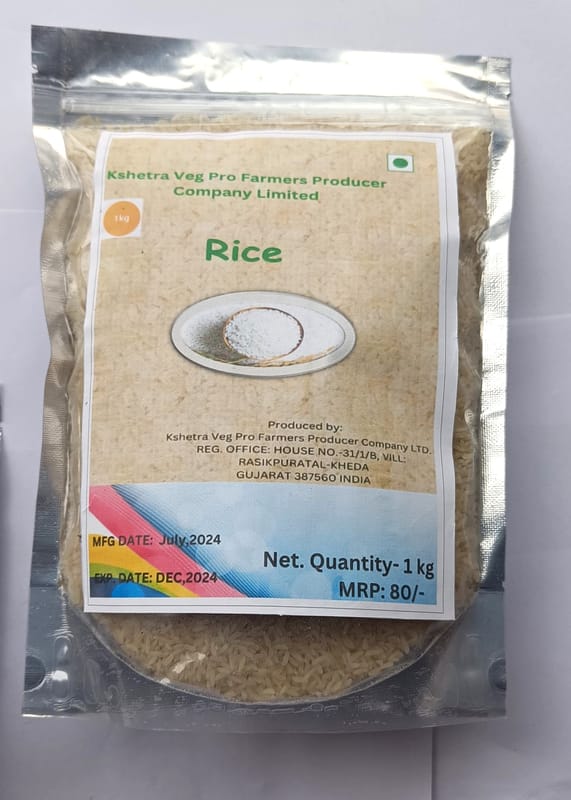 Kshetra Veg Pro Farmers Producer
Company Limited
1kg
Rice
Produced by:
Kshetra Veg Pro Farmers Producer Company LTD.
REG. OFFICE: HOUSE NO.-31/1/B, VILL:
RASIKPURATAL-KHEDA
GUJARAT 387560 INDIA
MFG DATE: July,2024
EXP. DATE: DEC,2024
Net. Quantity- 1 kg
MRP: 80/-